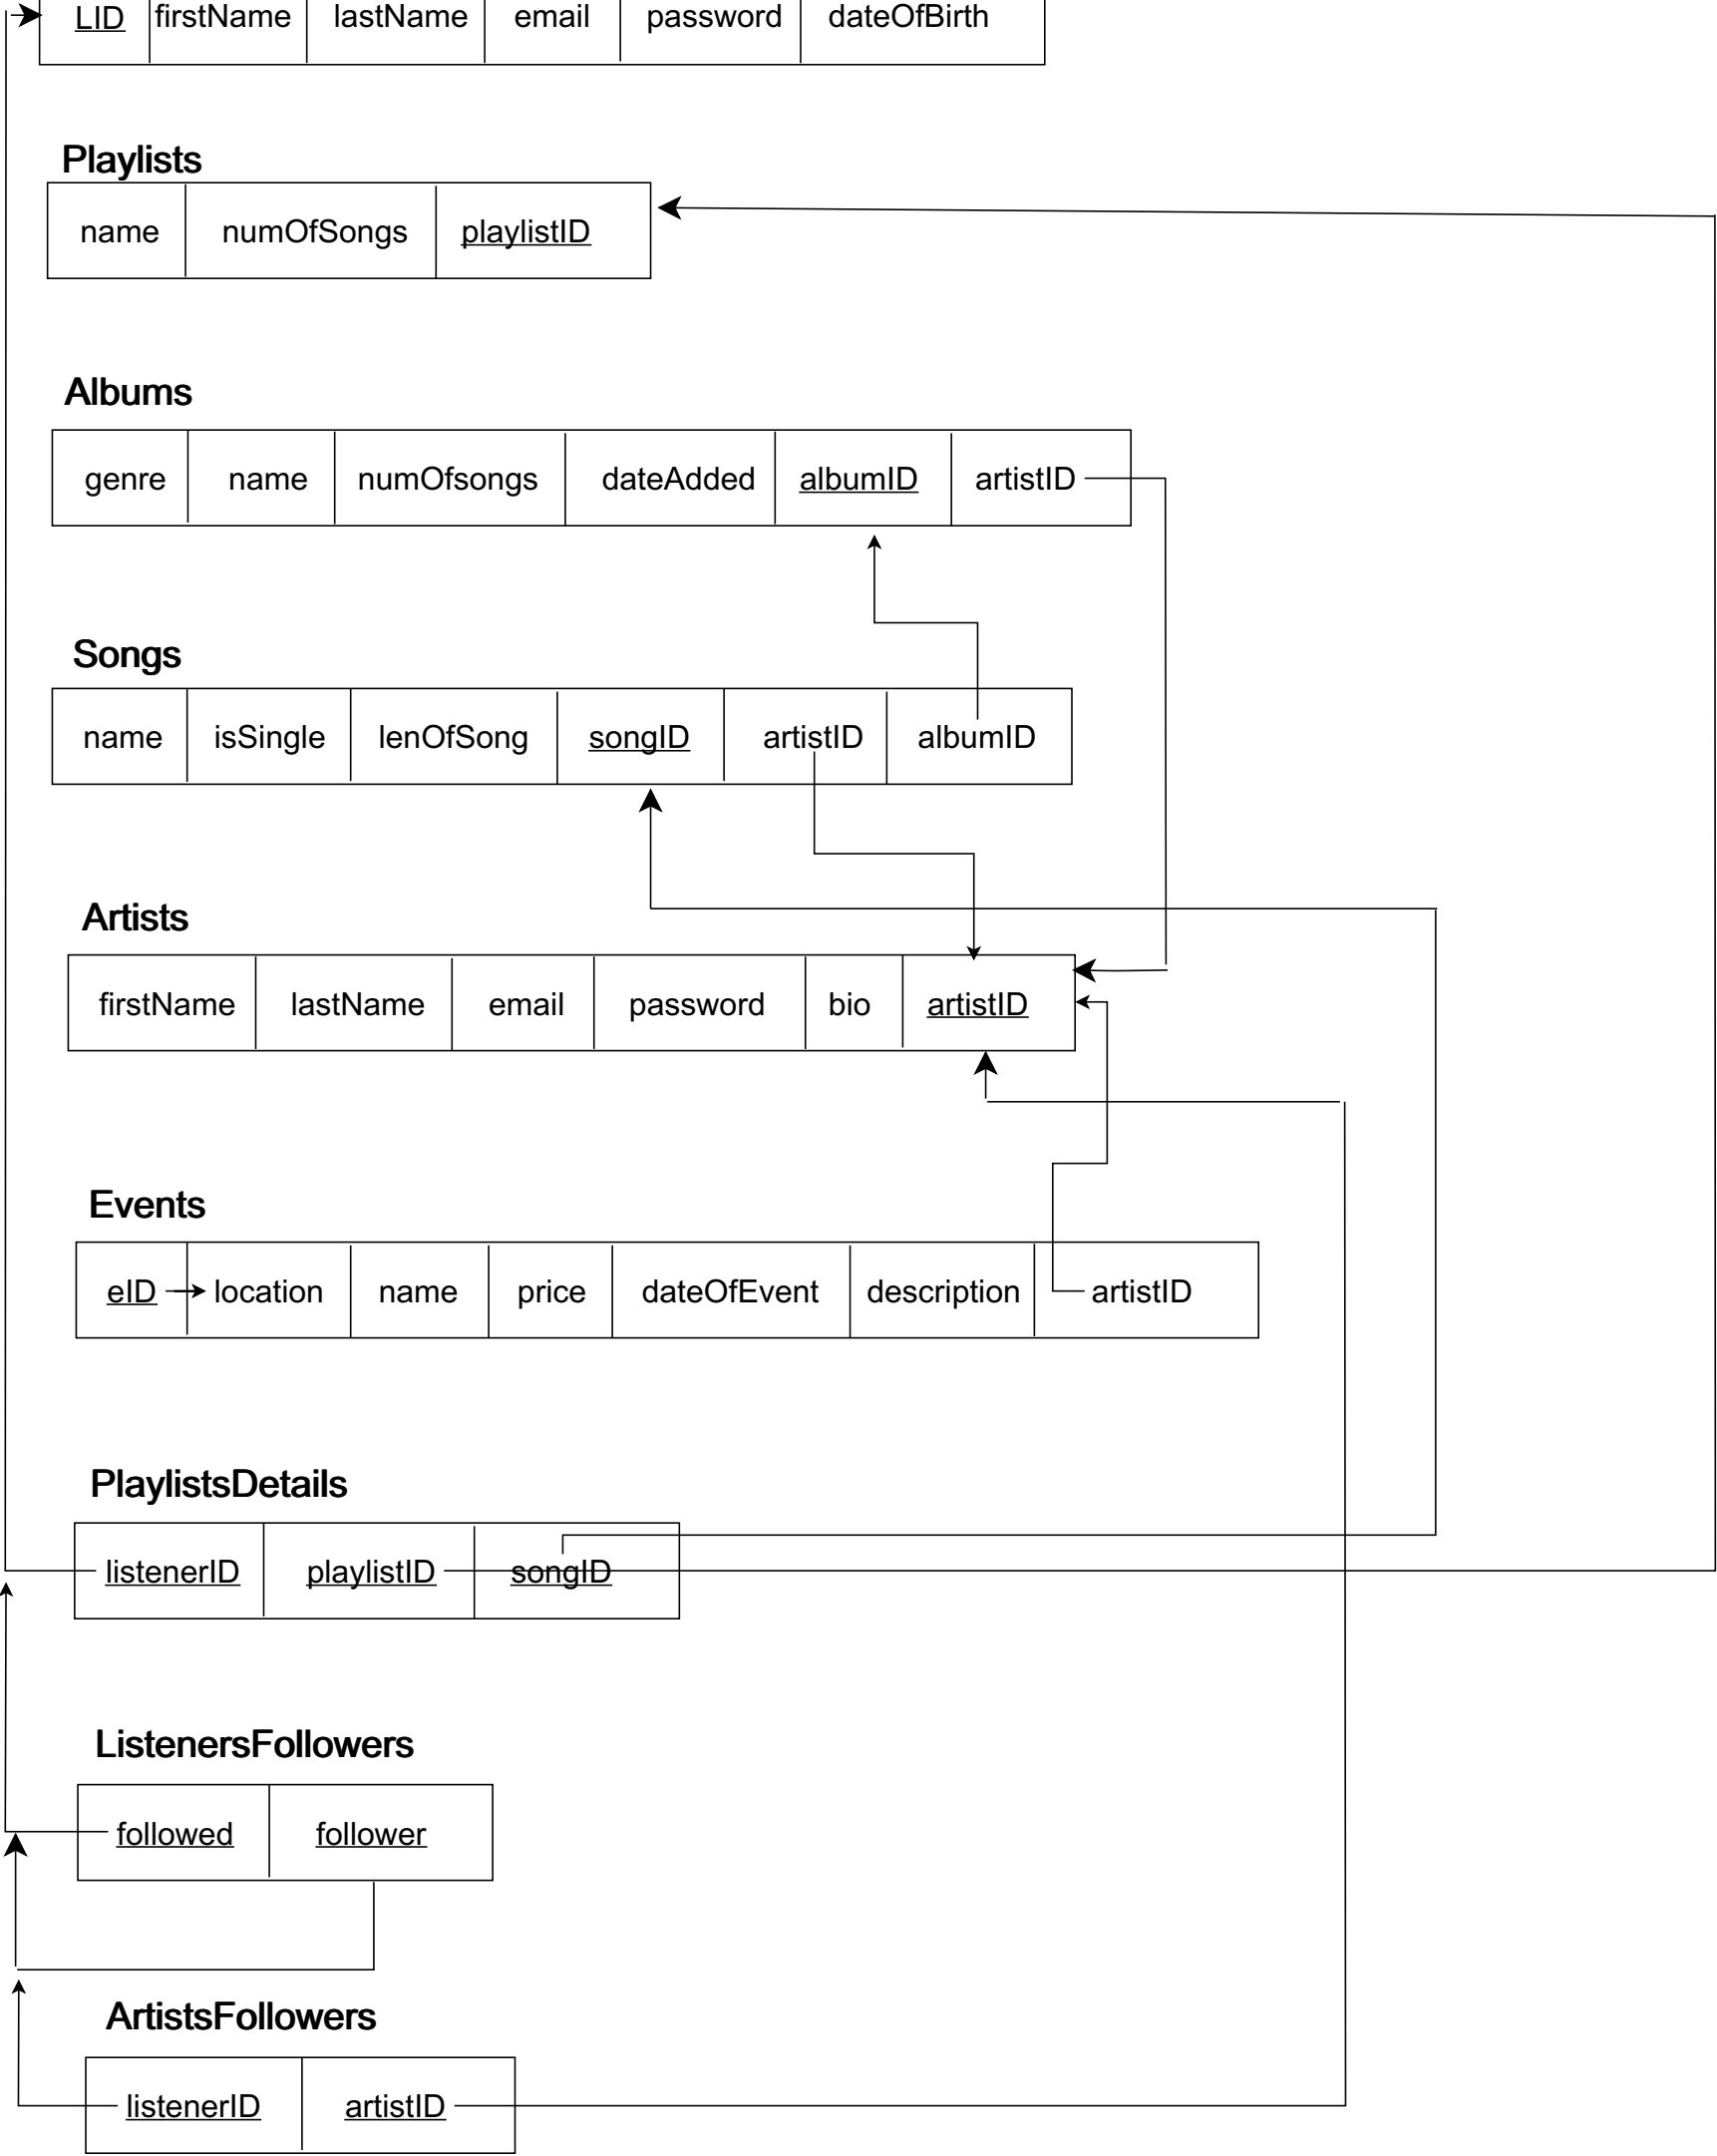 LID firstName lastName email password dateOfBirth
Playlists
name numOfSongs playlistID
Albums
genre name numOfsongs dateAdded albumID artistID
Songs
name isSingle lenOfSong songID artistID albumID
Artists
firstName lastName email password bio artistID
Events
eID location name price dateOfEvent description artistID
PlaylistsDetails
listenerID playlistID songID
ListenersFollowers
followed follower
ArtistsFollowers
listenerID artistID